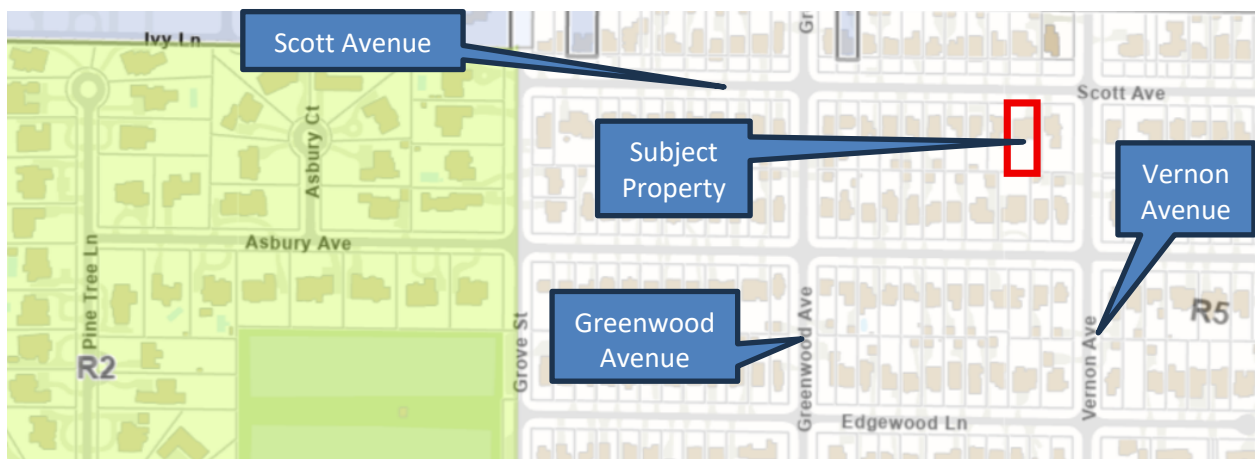 Ivy Ln
Scott Avenue
Gr
Scott Ave
Asbury Ct
Subject
Property
Vernon
Avenue
Asbury Ave
Pine Tree Ln
R2
Grove St
Greenwood
Avenue
Greenwood Ave
R5
Vernon Ave
Edgewood Ln